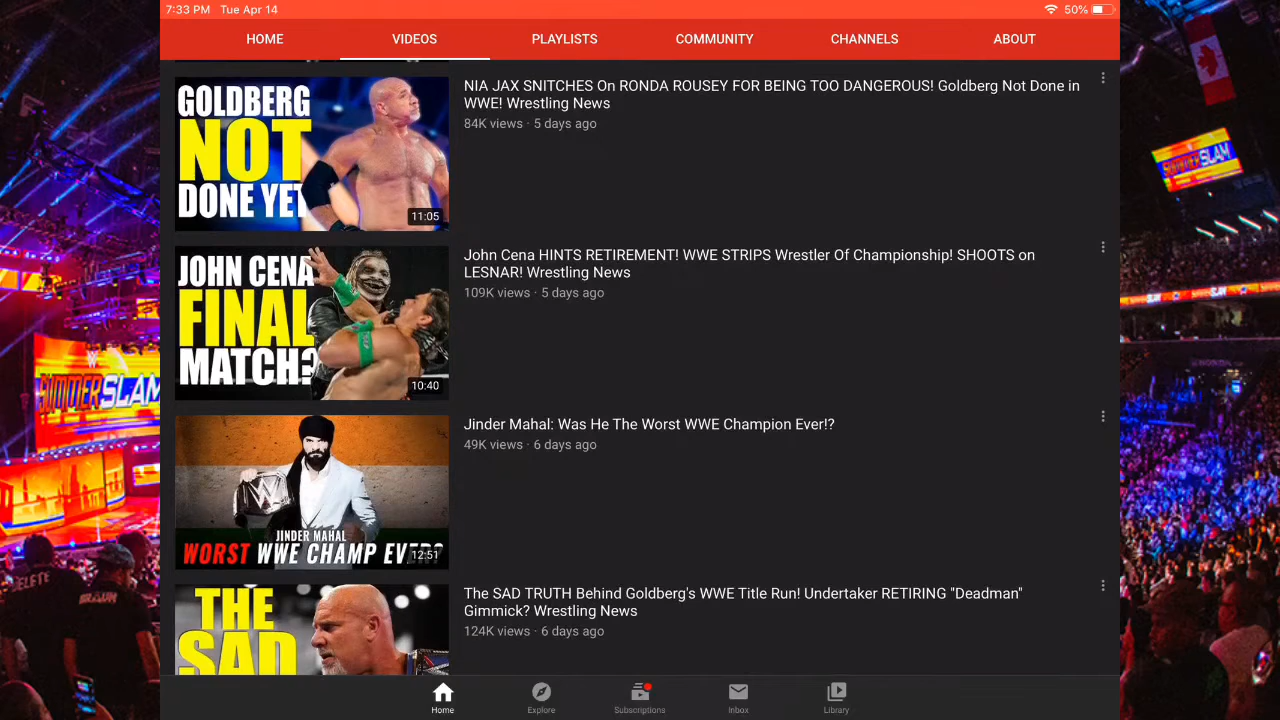 7:33 PM Tue Apr 14
50%
HOME
VIDEOS
PLAYLISTS
COMMUNITY
CHANNELS
ABOUT
GOLDBERG
NOT
DONE YET
11:05
NIA JAX SNITCHES On RONDA ROUSEY FOR BEING TOO DANGEROUS! Goldberg Not Done in
WWE! Wrestling News
84K views · 5 days ago
JOHN CENA
FINAL
MATCH?
10:40
John Cena HINTS RETIREMENT! WWE STRIPS Wrestler Of Championship! SHOOTS on
LESNAR! Wrestling News
109K views · 5 days ago
JINDER MAHAL
WORST WWE CHAMP EVER?
12:51
Jinder Mahal: Was He The Worst WWE Champion Ever!?
49K views · 6 days ago
THE
SAD
The SAD TRUTH Behind Goldberg's WWE Title Run! Undertaker RETIRING "Deadman"
Gimmick? Wrestling News
124K views · 6 days ago
Home
Explore
Subscriptions
Inbox
Library
SUMMERSLAM
SUMMERSLAM
DELETE
BRAUN